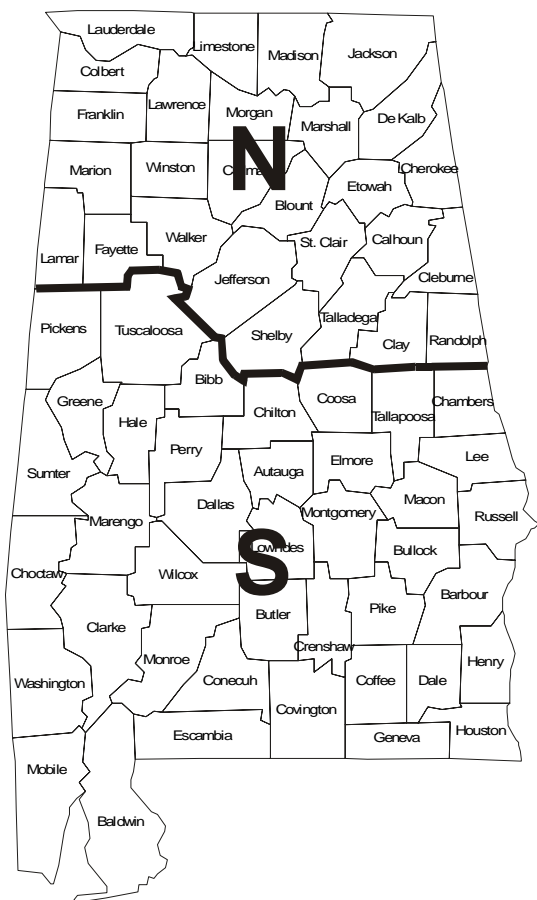 Lauderdale
Limestone
Madison
Jackson
Colbert
Lawrence
Franklin
Morgan
Marshall
De Kalb
N
Marion
Winston
Cherokee
Etowah
Blount
Walker
St. Clair
Calhoun
Lamar
Fayette
Jefferson
Cleburne
Pickens
Tuscaloosa
Shelby
Talladega
Clay
Randolph
Bibb
Greene
Hale
Chilton
Coosa
Tallapoosa
Chambers
Perry
Sumter
Autauga
Elmore
Lee
Dallas
Montgomery
Macon
Russell
Marengo
S
Lowndes
Bullock
Choctaw
Wilcox
Barbour
Butler
Pike
Clarke
Crenshaw
Monroe
Henry
Washington
Conecuh
Coffee
Dale
Covington
Escambia
Geneva
Houston
Mobile
Baldwin